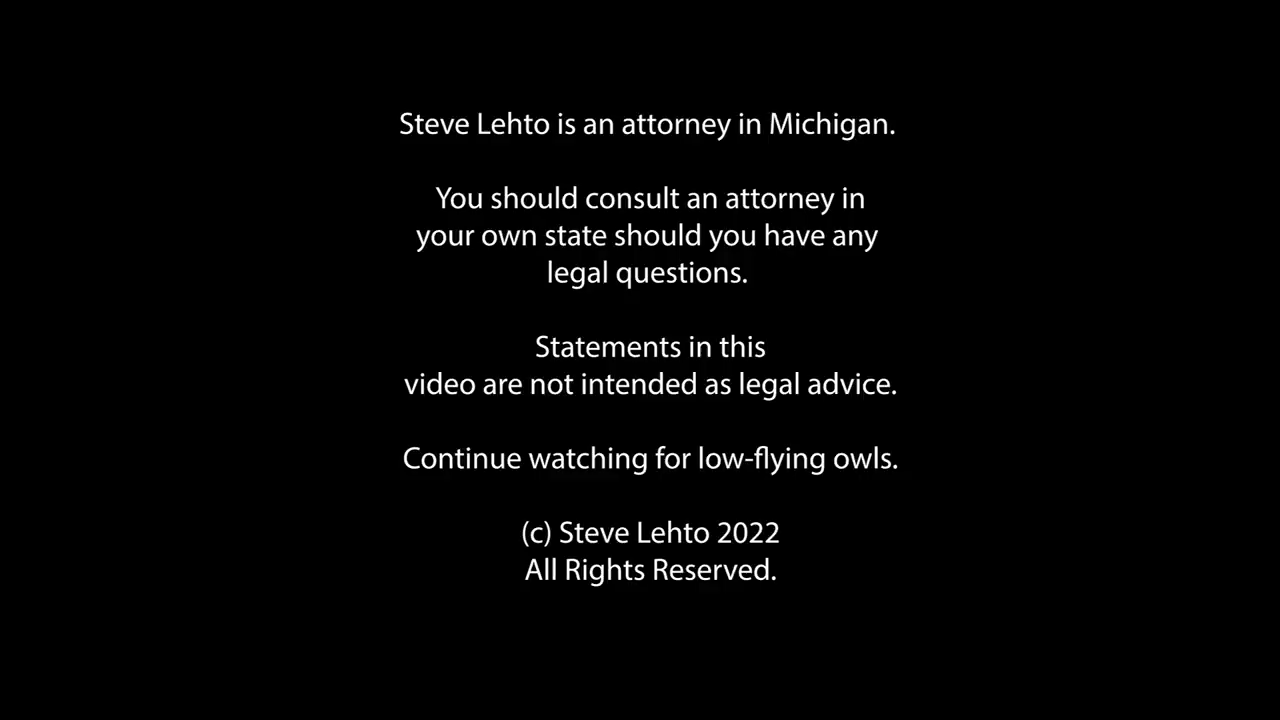 Steve Lehto is an attorney in Michigan.
You should consult an attorney in
your own state should you have any
legal questions.
Statements in this
video are not intended as legal advice.
Continue watching for low-flying owls.
(c) Steve Lehto 2022
All Rights Reserved.